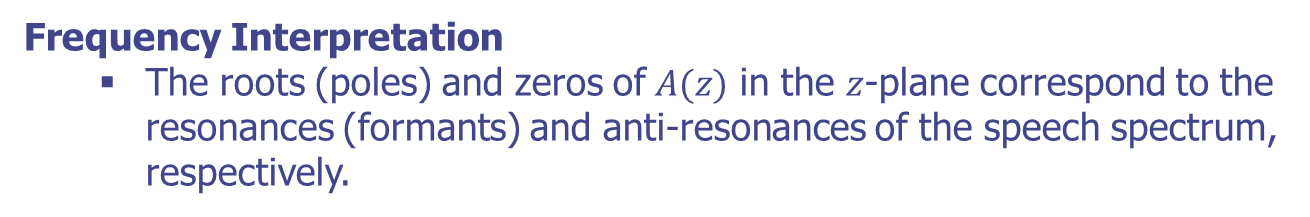 Frequency Interpretation
▪ The roots (poles) and zeros of A(z) in the z-plane correspond to the
resonances (formants) and anti-resonances of the speech spectrum,
respectively.